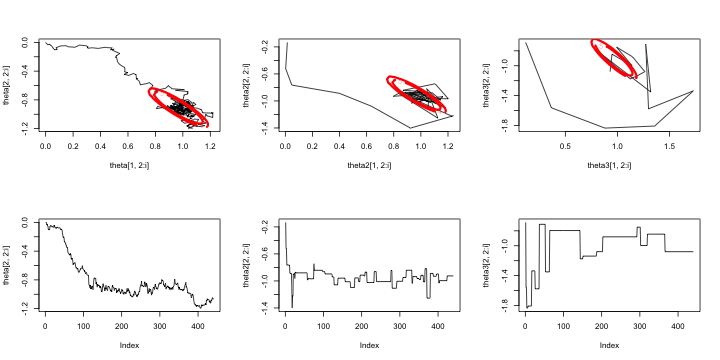 theta[2, 2:i]
0.0
-0.4
-0.8
-1.2
0.0 0.2 0.4 0.6 0.8 1.0 1.2
theta[1, 2:i]
theta2[2, 2:i]
-0.2
-0.6
-1.0
-1.4
0.0 0.2 0.4 0.6 0.8 1.0 1.2
theta2[1, 2:i]
theta3[2, 2:i]
-1.0
-1.4
-1.8
0.5 1.0 1.5
theta3[1, 2:i]
theta[2, 2:i]
0.0
-0.4
-0.8
-1.2
0 100 200 300 400
Index
theta2[2, 2:i]
-0.2
-0.6
-1.0
-1.4
0 100 200 300 400
Index
theta3[2, 2:i]
-1.0
-1.4
-1.8
0 100 200 300 400
Index